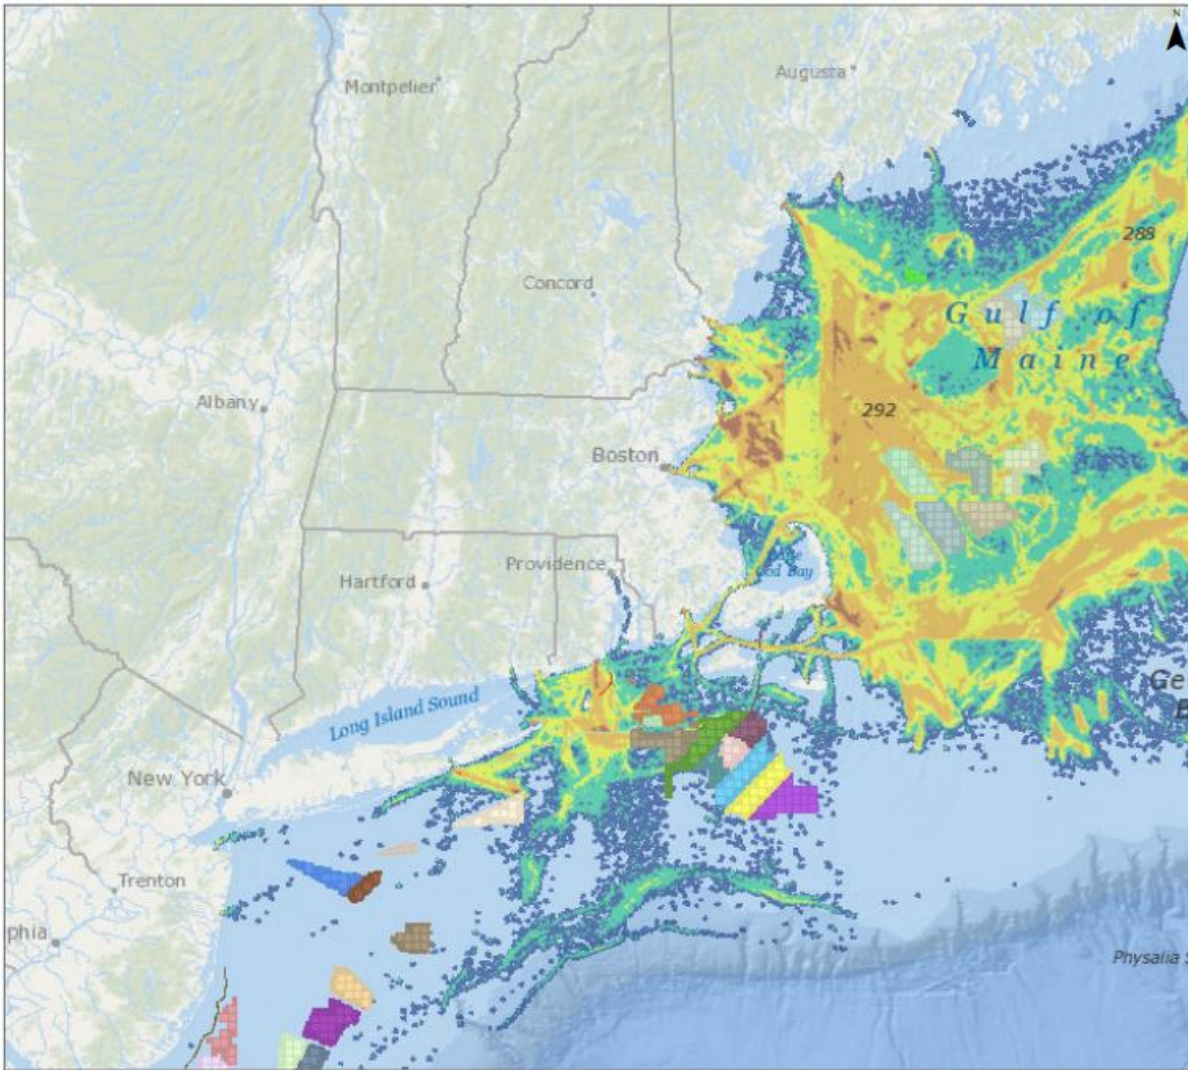 N
Montpelier
Augusta
288
Concord
Gulf of
Maine
Albany
292
Boston
Providence
Cod Bay
Hartford
Ge
Long Island Sound
New York
Trenton
phia
Physalia S